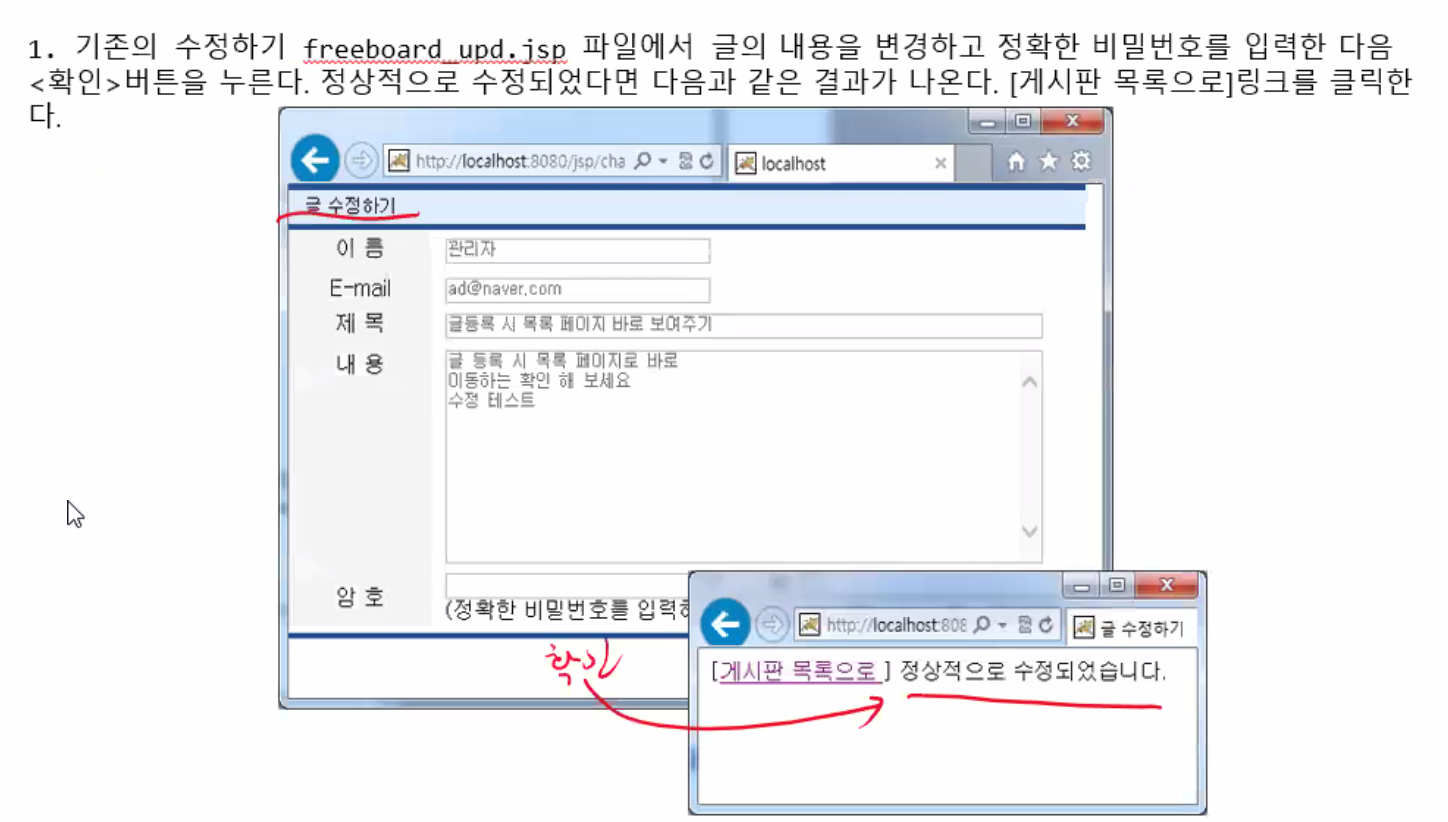 1. 기존의 수정하기 freeboard_upd.jsp 파일에서 글의 내용을 변경하고 정확한 비밀번호를 입력한 다음
<확인>버튼을 누른다. 정상적으로 수정되었다면 다음과 같은 결과가 나온다. [게시판 목록으로]링크를 클릭한
다.
http://localhost:8080/jsp/cha
localhost
글 수정하기
이 름
관리자
E-mail
ad@naver.com
제 목
글등록 시 목록 페이지 바로 보여주기
내 용
글 등록 시 목록 페이지로 바로
이동하는 확인 해 보세요
수정 테스트
암 호
(정확한 비밀번호를 입력하
확인
http://localhost:808
글 수정하기
[게시판 목록으로 ] 정상적으로 수정되었습니다.